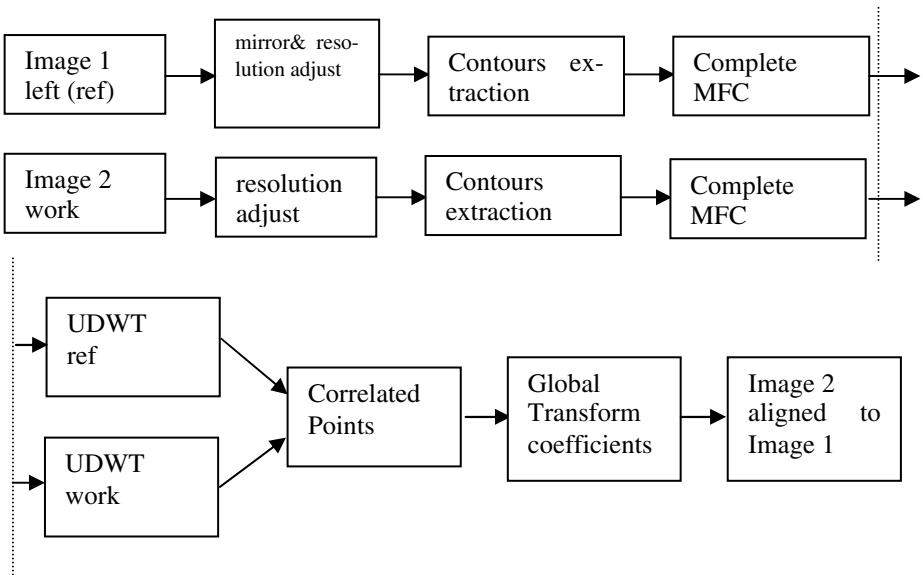 Image 1
left (ref)
mirror& reso-
lution adjust
Contours ex-
traction
Complete
MFC
Image 2
work
resolution
adjust
Contours
extraction
Complete
MFC
UDWT
ref
UDWT
work
Correlated
Points
Global
Transform
coefficients
Image 2
aligned to
Image 1